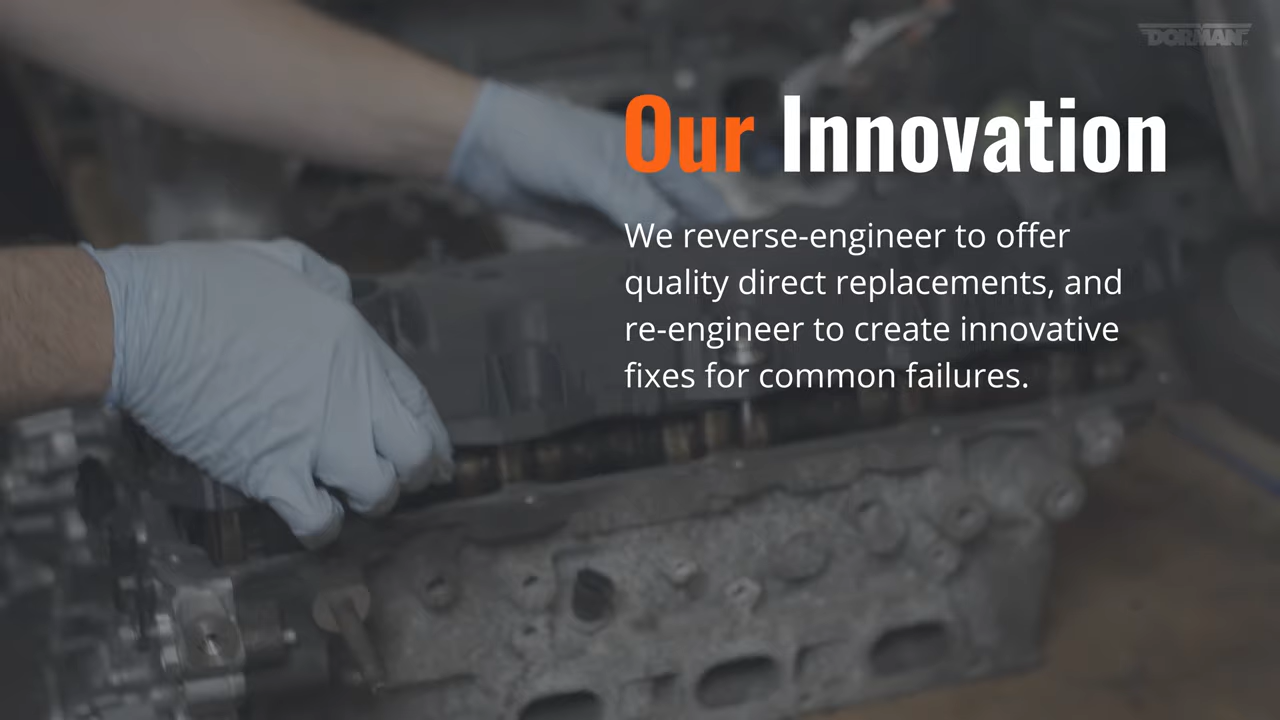 DORMAN
Our Innovation
We reverse-engineer to offer
quality direct replacements, and
re-engineer to create innovative
fixes for common failures.